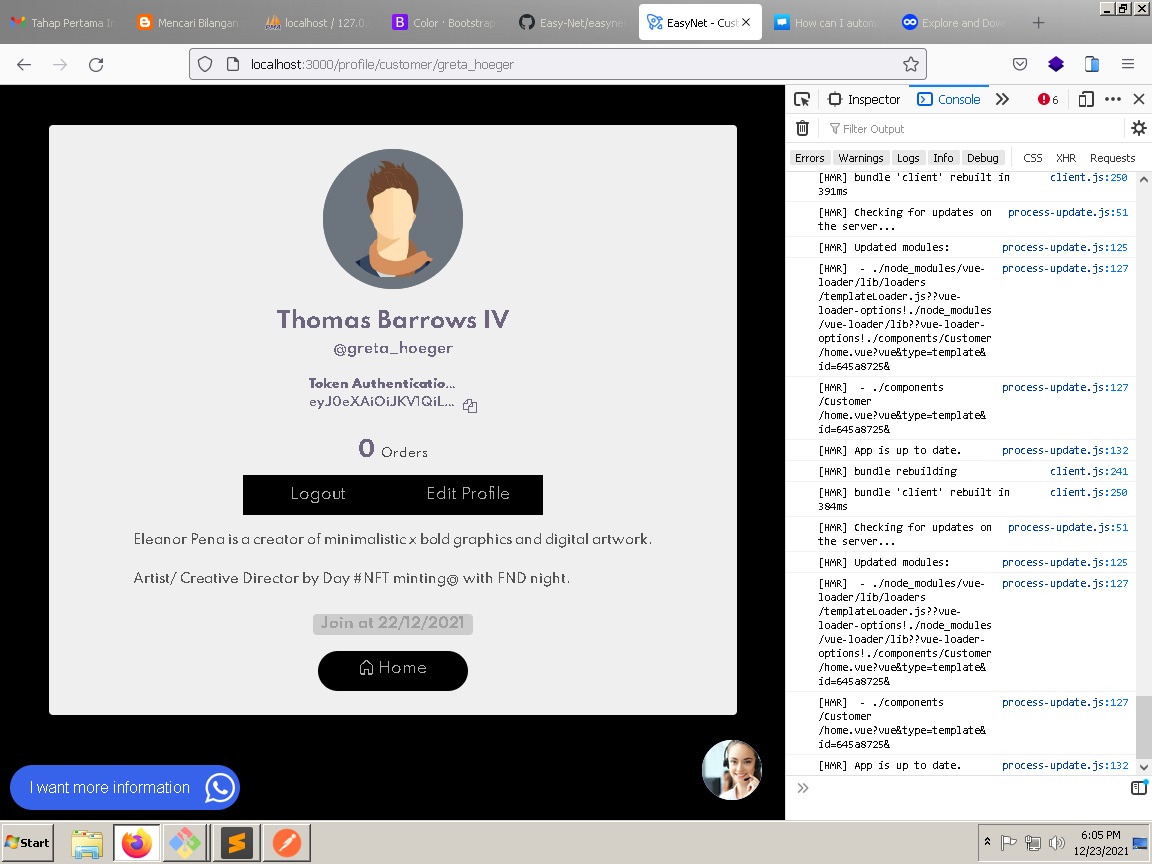 Tahap Pertama In
Mencari Bilangan
localhost / 127.0
Color · Bootstrap
Easy-Net/easyne
EasyNet - Cust
How can I autom
Explore and Dow
localhost:3000/profile/customer/greta_hoeger
Inspector
Console
6
Filter Output
Errors
Warnings
Logs
Info
Debug
CSS
XHR
Requests
Thomas Barrows IV
@greta_hoeger
Token Authenticatio...
eyJ0eXAiOiJKV1QiL...
0 Orders
Logout
Edit Profile
Eleanor Pena is a creator of minimalistic x bold graphics and digital artwork.
Artist/ Creative Director by Day #NFT minting@ with FND night.
Join at 22/12/2021
Home
I want more information
[HMR] bundle 'client' rebuilt in client.js:250
391ms
[HMR] Checking for updates on process-update.js:51
the server...
[HMR] Updated modules: process-update.js:125
[HMR]  - ./node_modules/vue- process-update.js:127
loader/lib/loaders
/templateLoader.js??vue-
loader-options!./node_modules
/vue-loader/lib??vue-loader-
options!./components/Customer
/home.vue?vue&type=template&
id=645a8725&
[HMR]  - ./components process-update.js:127
/Customer
/home.vue?vue&type=template&
id=645a8725&
[HMR] App is up to date. process-update.js:132
[HMR] bundle rebuilding client.js:241
[HMR] bundle 'client' rebuilt in client.js:250
384ms
[HMR] Checking for updates on process-update.js:51
the server...
[HMR] Updated modules: process-update.js:125
[HMR]  - ./node_modules/vue- process-update.js:127
loader/lib/loaders
/templateLoader.js??vue-
loader-options!./node_modules
/vue-loader/lib??vue-loader-
options!./components/Customer
/home.vue?vue&type=template&
id=645a8725&
[HMR]  - ./components process-update.js:127
/Customer
/home.vue?vue&type=template&
id=645a8725&
[HMR] App is up to date. process-update.js:132
Start
6:05 PM
12/23/2021